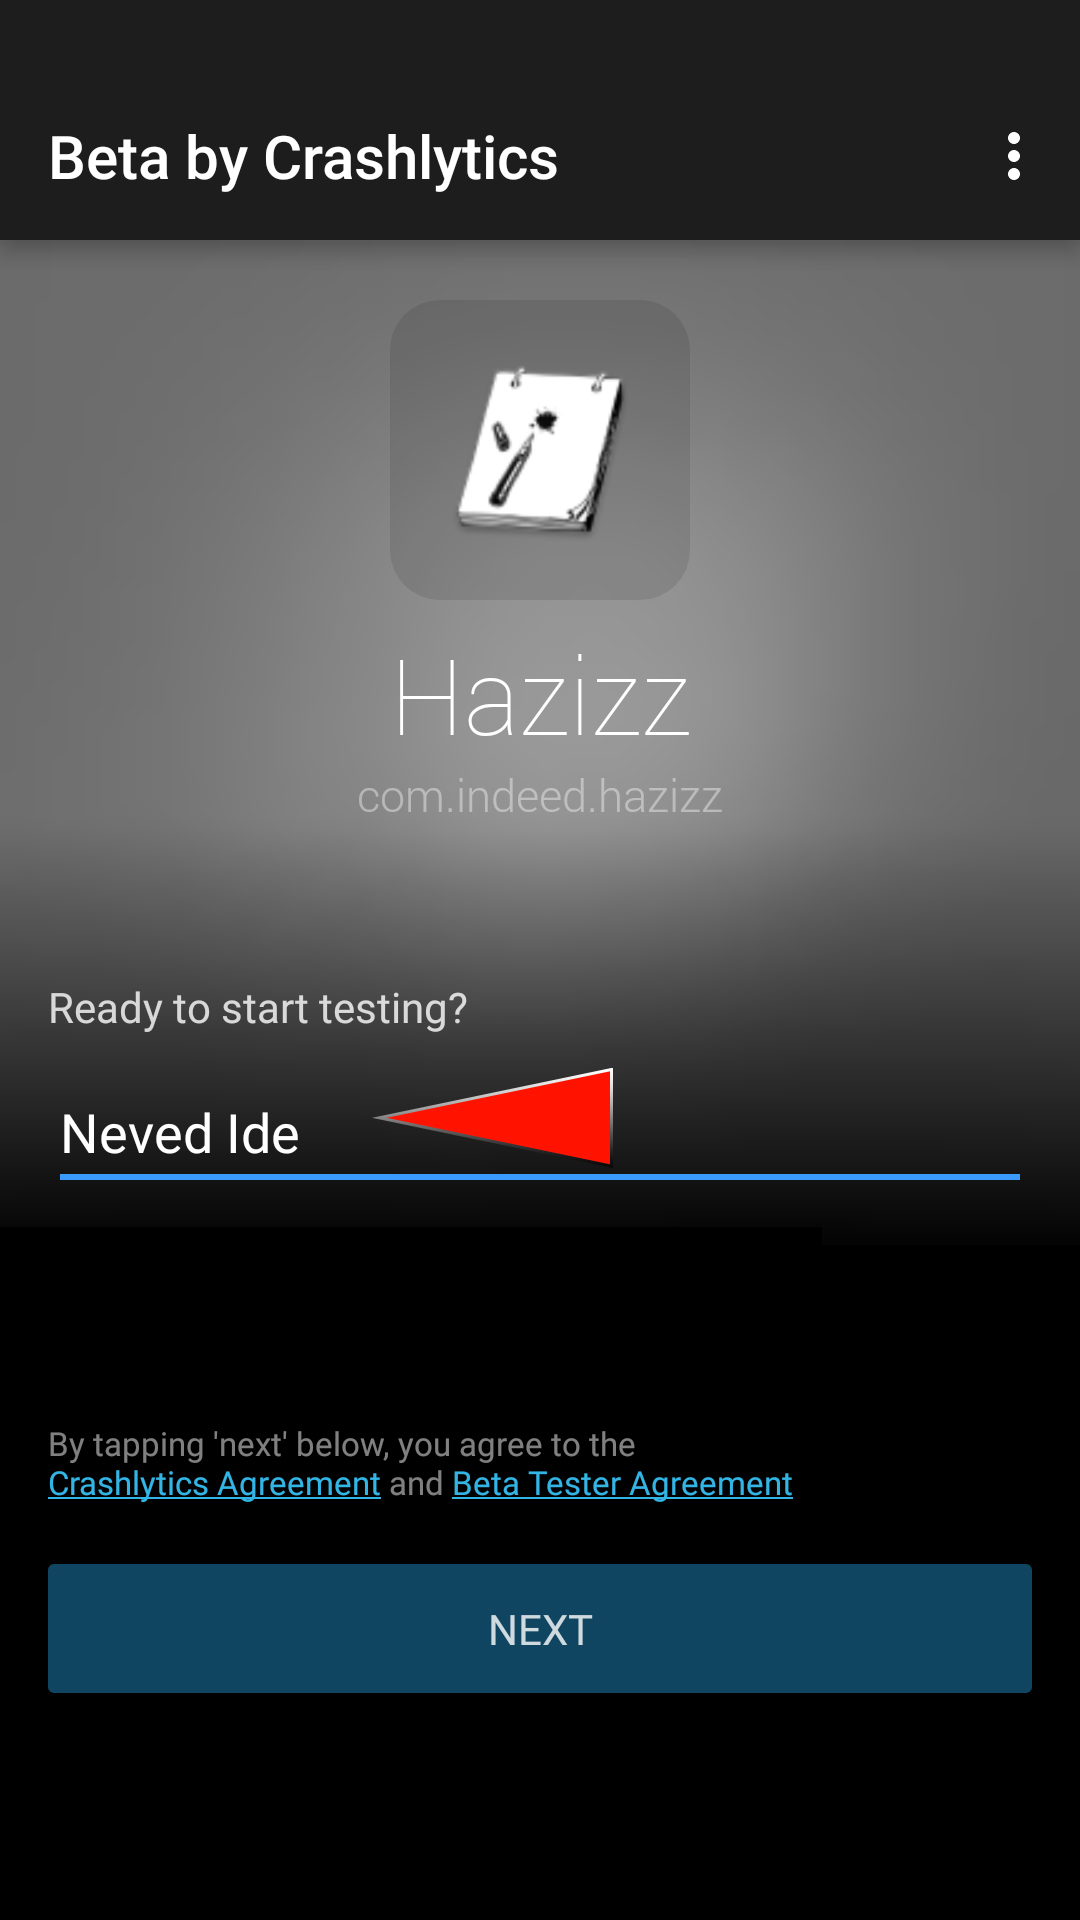 Beta by Crashlytics
Hazizz
com.indeed.hazizz
Ready to start testing?
Neved Ide
By tapping 'next' below, you agree to the
Crashlytics Agreement and Beta Tester Agreement
NEXT